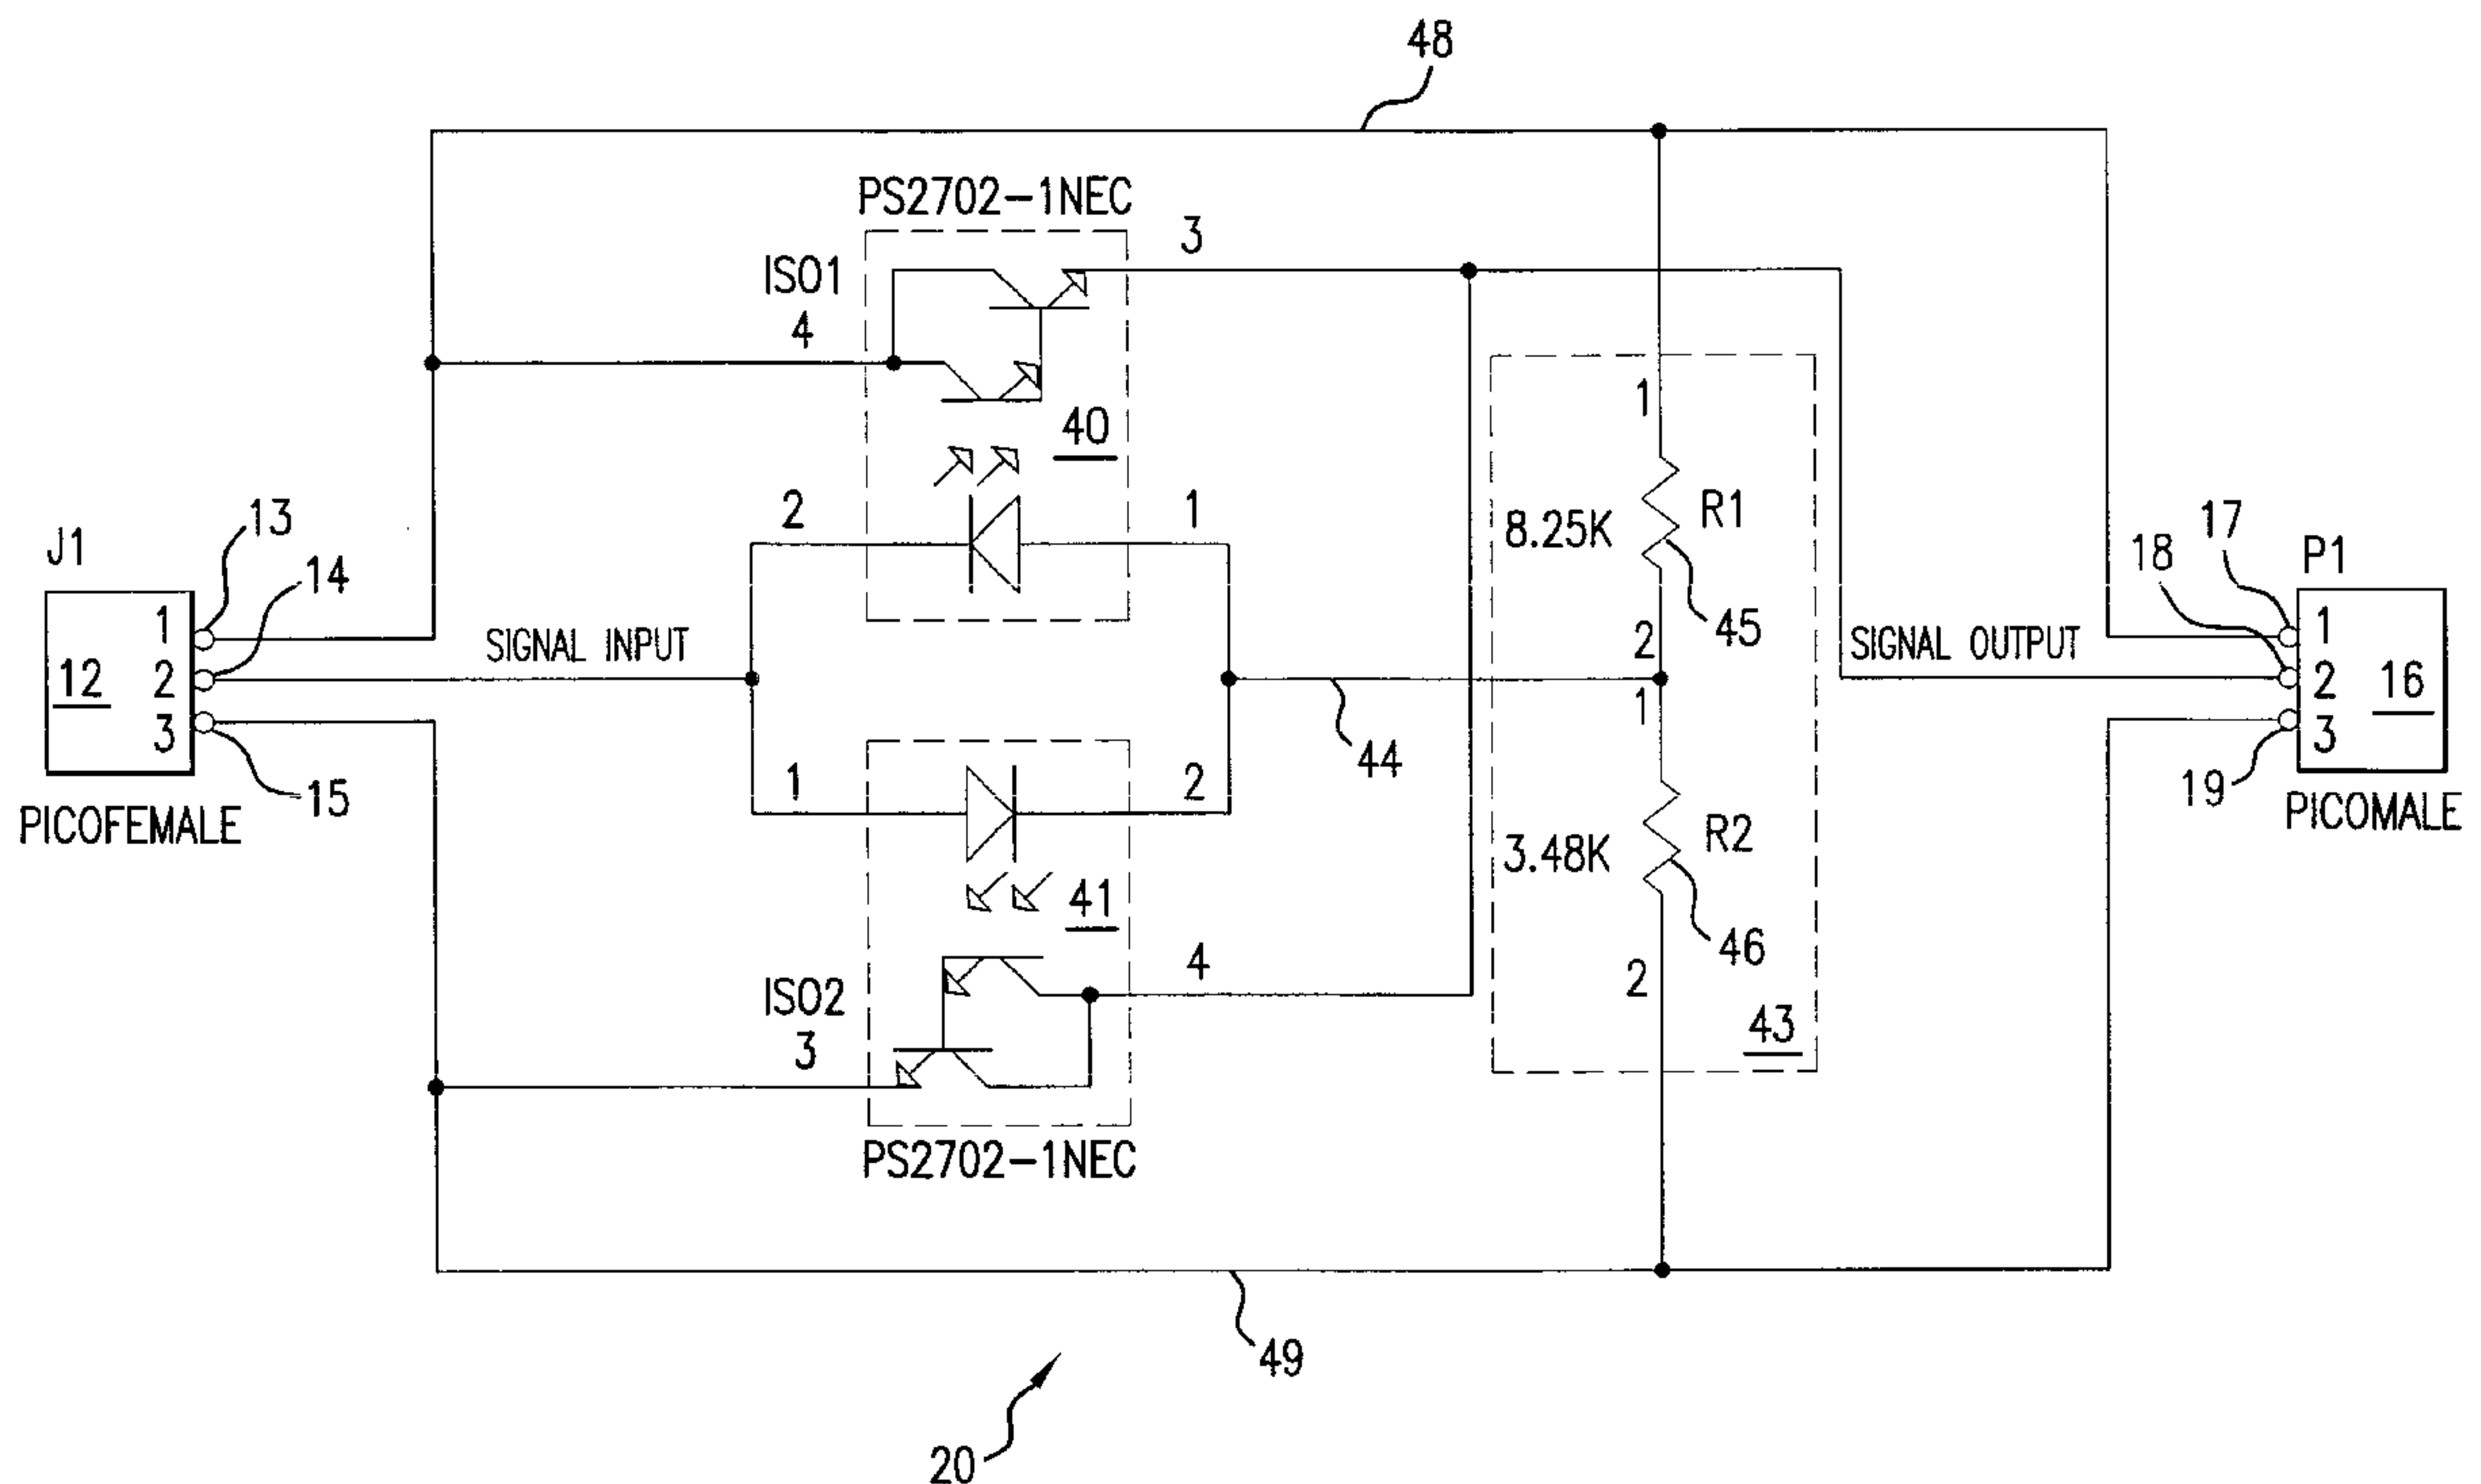 48
PS2702-1NEC
3
ISO1
4
40
1
2
1
8.25K
R1
45
2
J1
13
14
1
12
2
3
15
PICOFEMALE
SIGNAL INPUT
SIGNAL OUTPUT
17
18
P1
1
2
16
3
19
PICOMALE
44
1
1
2
3.48K
R2
46
41
4
2
ISO2
3
43
PS2702-1NEC
49
20